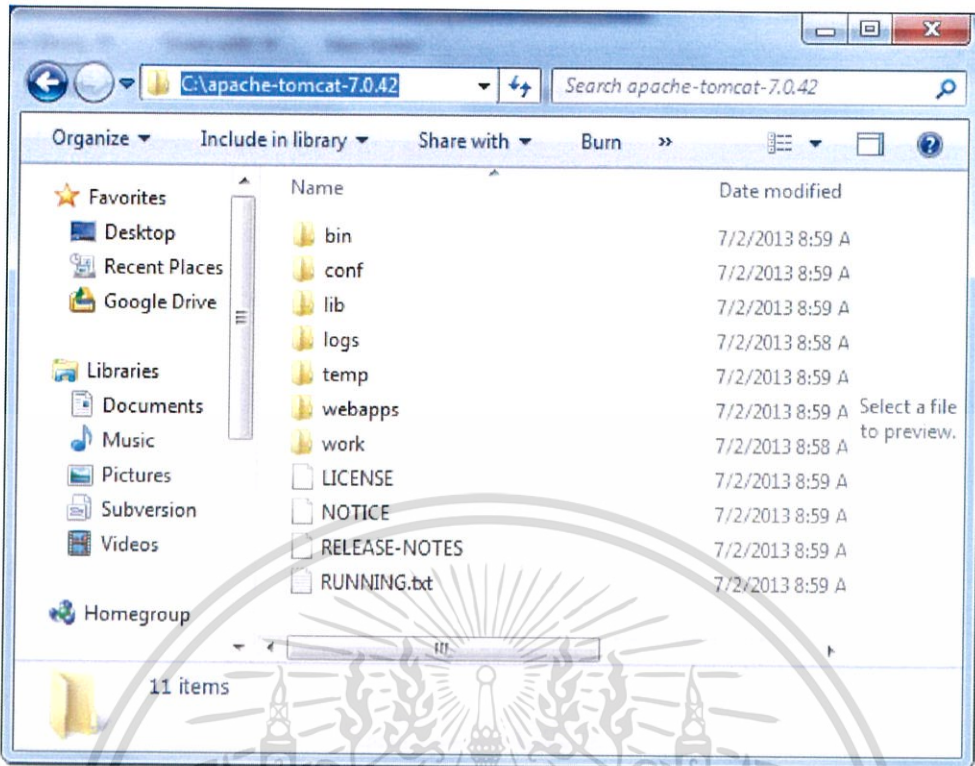 C:\apache-tomcat-7.0.42
Search apache-tomcat-7.0.42
Organize Include in library Share with Burn »
Favorites
Desktop
Recent Places
Google Drive
Libraries
Documents
Music
Pictures
Subversion
Videos
Homegroup
Name Date modified
bin 7/2/2013 8:59 A
conf 7/2/2013 8:59 A
lib 7/2/2013 8:59 A
logs 7/2/2013 8:58 A
temp 7/2/2013 8:59 A
webapps 7/2/2013 8:59 A
work 7/2/2013 8:58 A
LICENSE 7/2/2013 8:59 A
NOTICE 7/2/2013 8:59 A
RELEASE-NOTES 7/2/2013 8:59 A
RUNNING.txt 7/2/2013 8:59 A
Select a file
to preview.
11 items